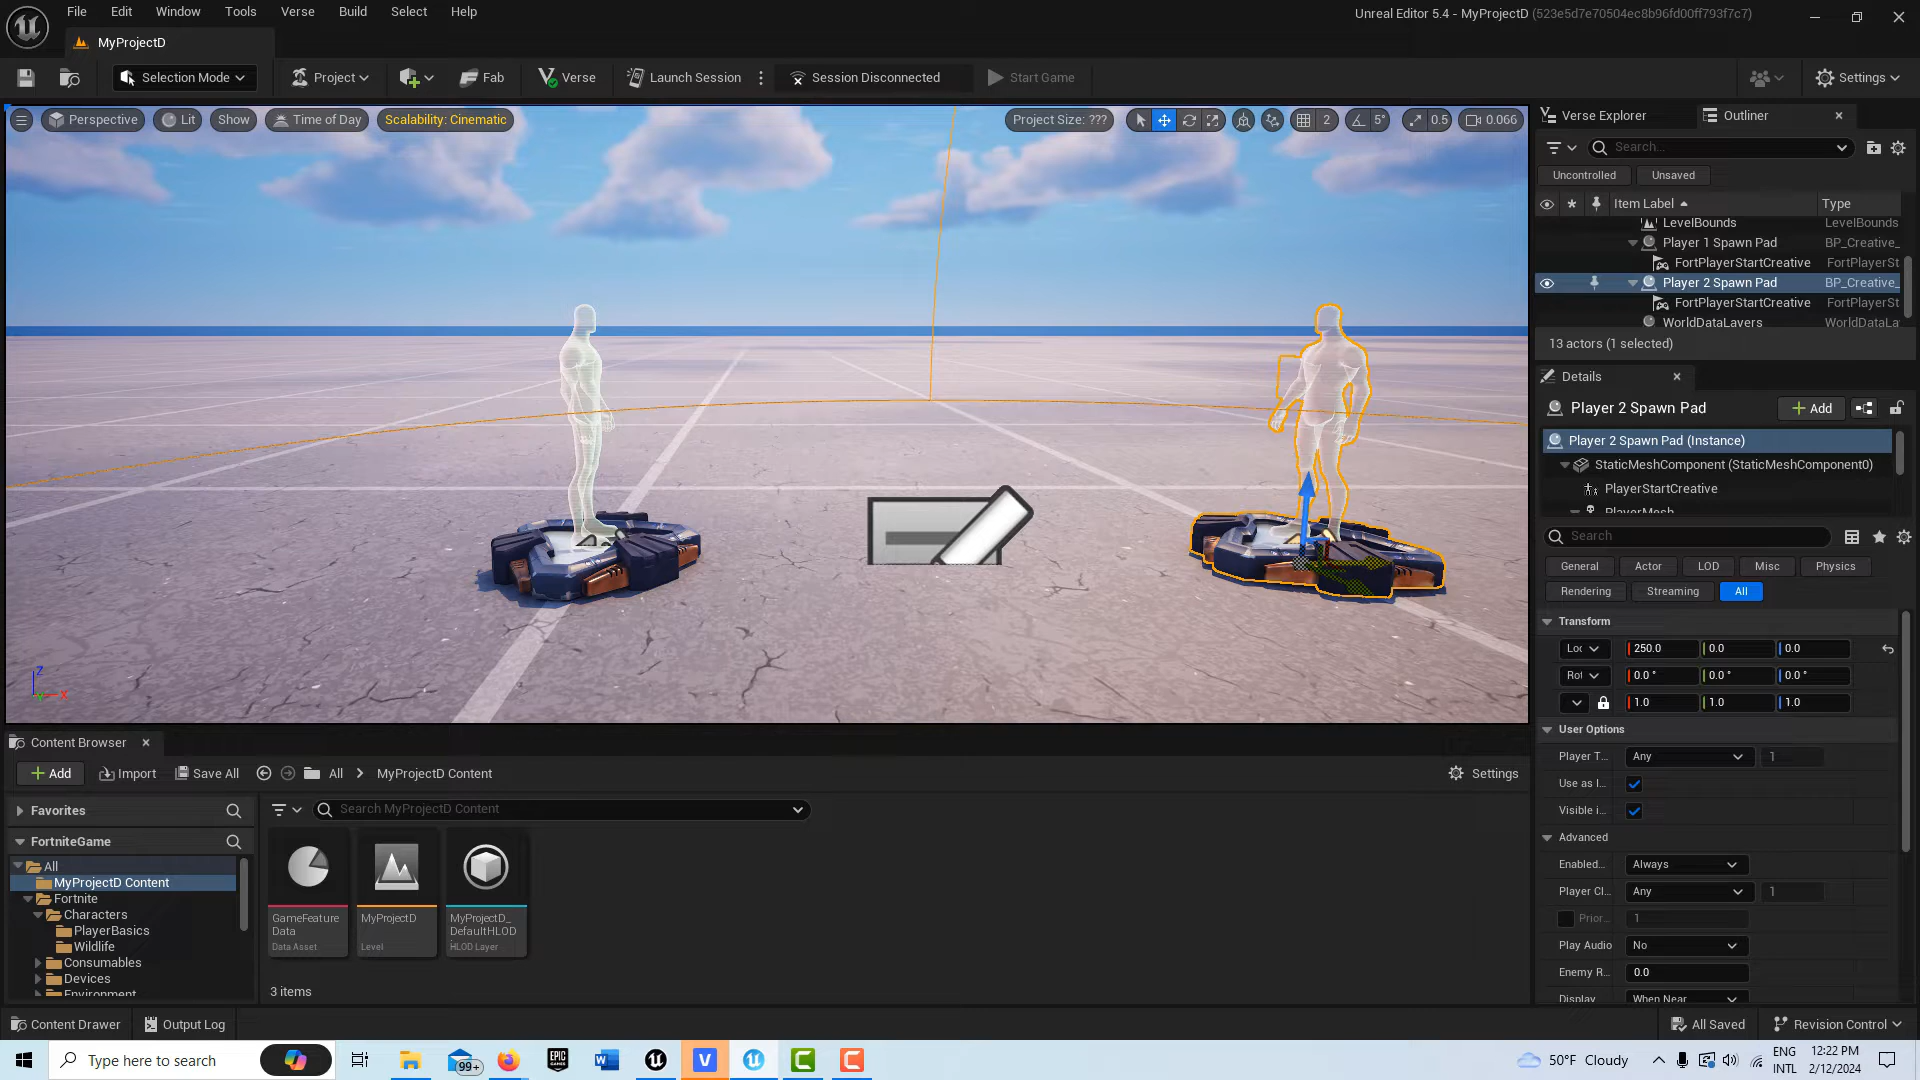 File Edit Window Tools Verse Build Select Help
Unreal Editor 5.4 - MyProjectD (523e5d7e70504ec8b96fd00ff793f7c7)
MyProjectD
Selection Mode Project Fab Verse Launch Session Session Disconnected Start Game Settings
Perspective Lit Show Time of Day Scalability: Cinematic Project Size: ??? 2 5° 0.5 0.066
Verse Explorer Outliner
Search...
Uncontrolled Unsaved
Item Label Type
LevelBounds LevelBounds
Player 1 Spawn Pad BP_Creative_
FortPlayerStartCreative FortPlayerSt
Player 2 Spawn Pad BP_Creative_
FortPlayerStartCreative FortPlayerSt
WorldDataLayers WorldDataLa
13 actors (1 selected)
Details
Player 2 Spawn Pad Add
Player 2 Spawn Pad (Instance)
StaticMeshComponent (StaticMeshComponent0)
PlayerStartCreative
PlayerMesh
Search
General Actor LOD Misc Physics
Rendering Streaming All
Transform
Loc 250.0 0.0 0.0
Rot 0.0 ° 0.0 ° 0.0 °
1.0 1.0 1.0
User Options
Player T... Any 1
Use as I...
Visible i...
Advanced
Enabled... Always
Player Cl... Any 1
Prior... 1
Play Audio No
Enemy R... 0.0
Display When Near
Z
X
Content Browser
Add Import Save All All MyProjectD Content Settings
Favorites
Search MyProjectD Content
FortniteGame
All
MyProjectD Content
Fortnite
Characters
PlayerBasics
Wildlife
Consumables
Devices
Environment
GameFeature
Data
Data Asset
MyProjectD
Level
MyProjectD_
DefaultHLOD
HLOD Layer
3 items
Content Drawer Output Log All Saved Revision Control
Type here to search
99+
EPIC
GAMES
W
V
50°F Cloudy
ENG
INTL
12:22 PM
2/12/2024